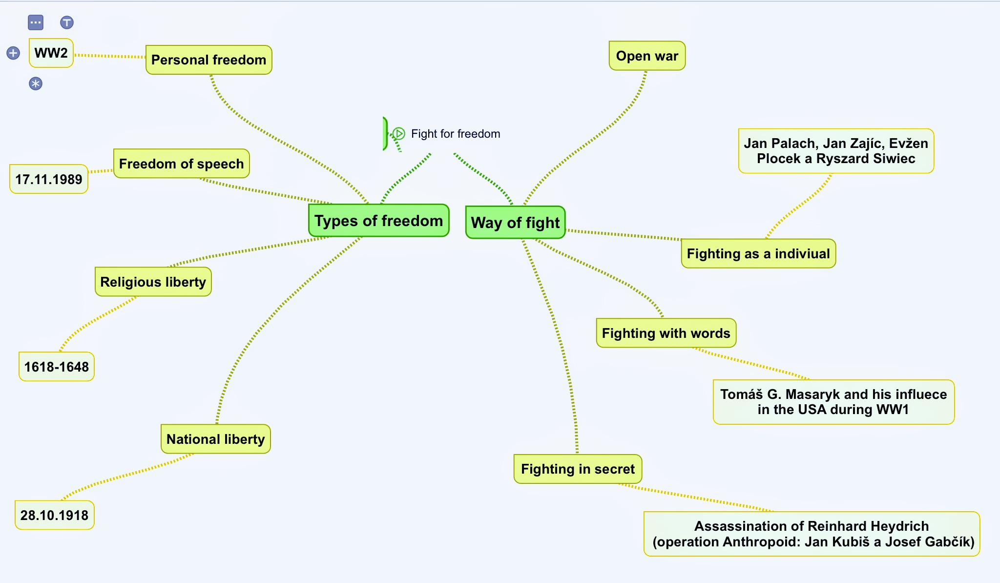 WW2
Personal freedom
Open war
Fight for freedom
Jan Palach, Jan Zajíc, Evžen
Plocek a Ryszard Siwiec
Freedom of speech
17.11.1989
Types of freedom
Way of fight
Fighting as a indiviual
Religious liberty
Fighting with words
1618-1648
Tomáš G. Masaryk and his influece
in the USA during WW1
National liberty
Fighting in secret
28.10.1918
Assassination of Reinhard Heydrich
(operation Anthropoid: Jan Kubiš a Josef Gabčík)